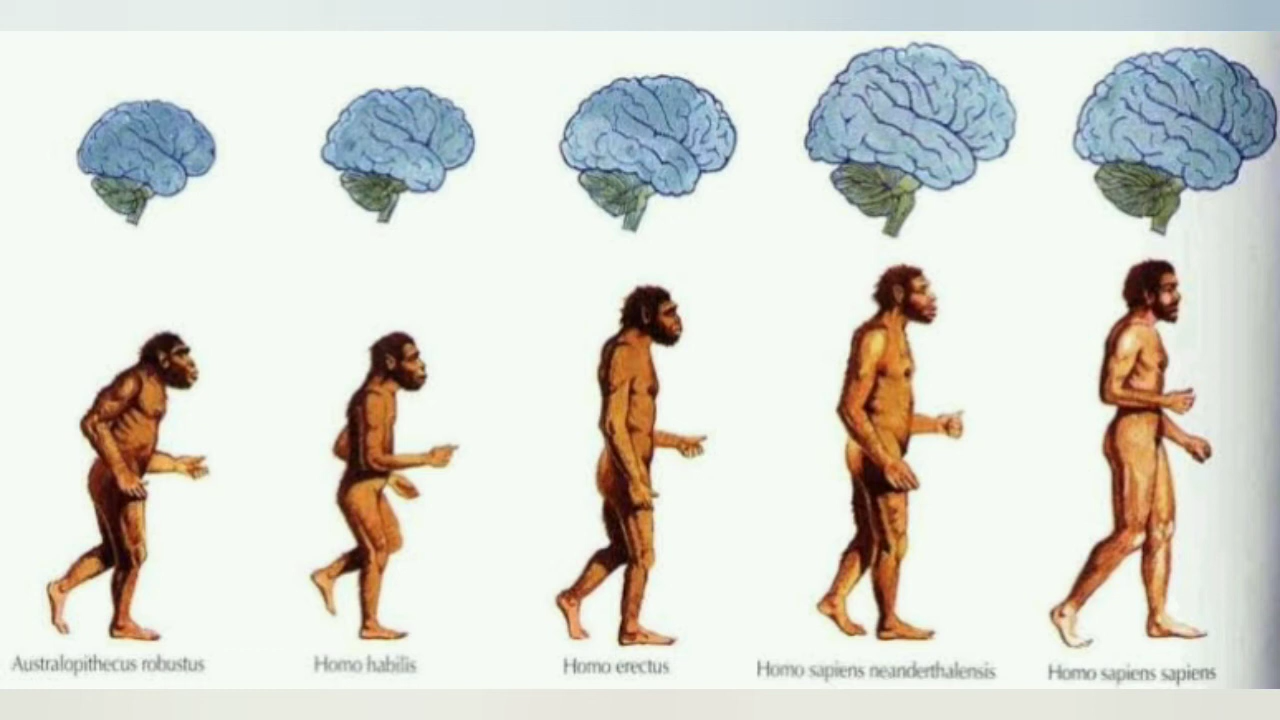 Australopithecus robustus
Homo habilis
Homo erectus
Homo sapiens neanderthalensis
Homo sapiens sapiens